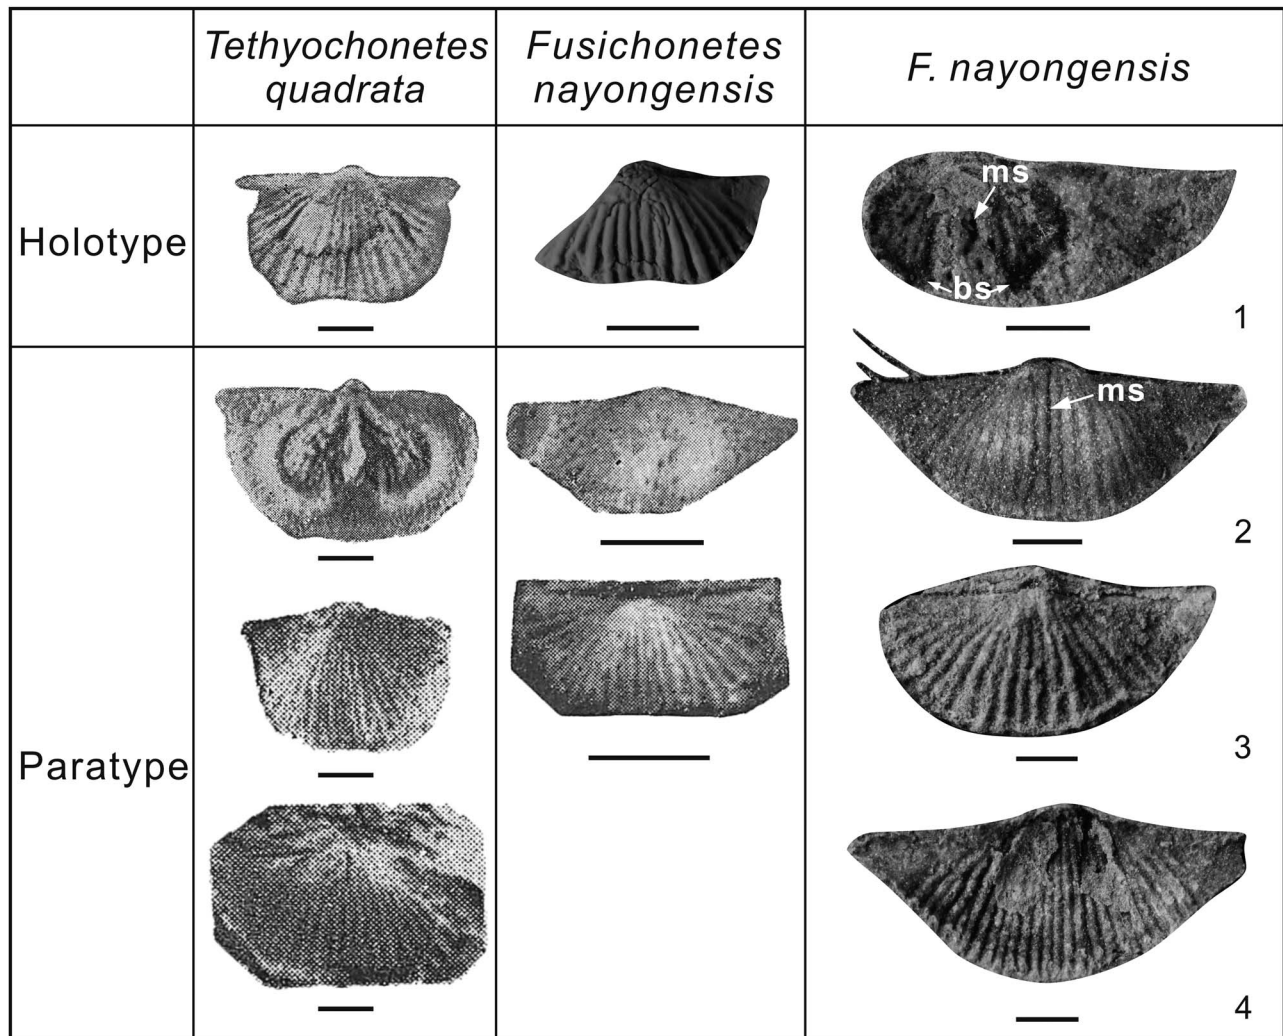 Tethyochonetes
quadrata
Fusichonetes
nayongensis
F. nayongensis
Holotype
ms
bs
1
ms
2
Paratype
3
4